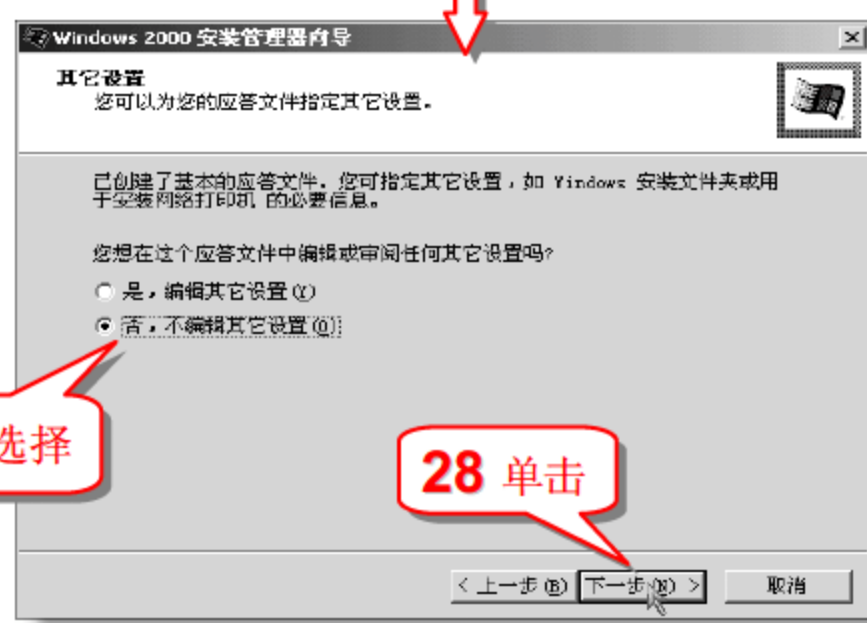 Windows 2000 安装管理器向导
其它设置
您可以为您的应答文件指定其它设置。
已创建了基本的应答文件。您可指定其它设置，如 Windows 安装文件夹或用
于安装网络打印机 的必要信息。
您想在这个应答文件中编辑或审阅任何其它设置吗?
是，编辑其它设置(Y)
否，不编辑其它设置(O)
选择
28 单击
< 上一步(B) 下一步(N) > 取消